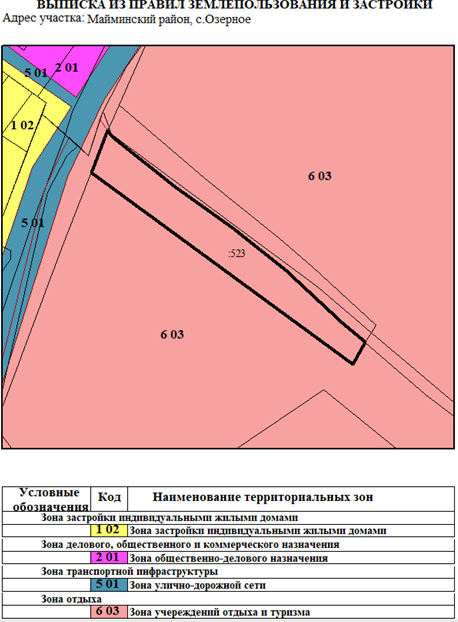 ВЫПИСКА ИЗ ПРАВИЛ ЗЕМЛЕПОЛЬЗОВАНИЯ И ЗАСТРОЙКИ
Адрес участка: Майминский район, с.Озерное
5 01
2 01
1 02
6 03
5 01
:523
6 03
Условные обозначения Код Наименование территориальных зон
Зона застройки индивидуальными жилыми домами
1 02 Зона застройки индивидуальными жилыми домами
Зона делового, общественного и коммерческого назначения
2 01 Зона общественно-делового назначения
Зона транспортной инфраструктуры
5 01 Зона улично-дорожной сети
Зона отдыха
6 03 Зона учереждений отдыха и туризма